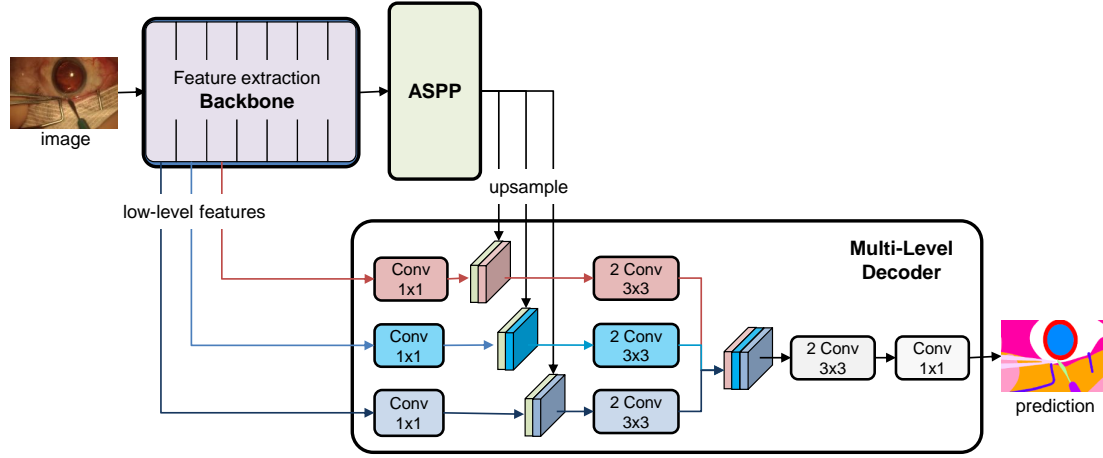 Feature extraction
Backbone
ASPP
image
low-level features
upsample
Multi-Level
Decoder
Conv
1x1
2 Conv
3x3
Conv
1x1
2 Conv
3x3
2 Conv
3x3
Conv
1x1
Conv
1x1
2 Conv
3x3
prediction